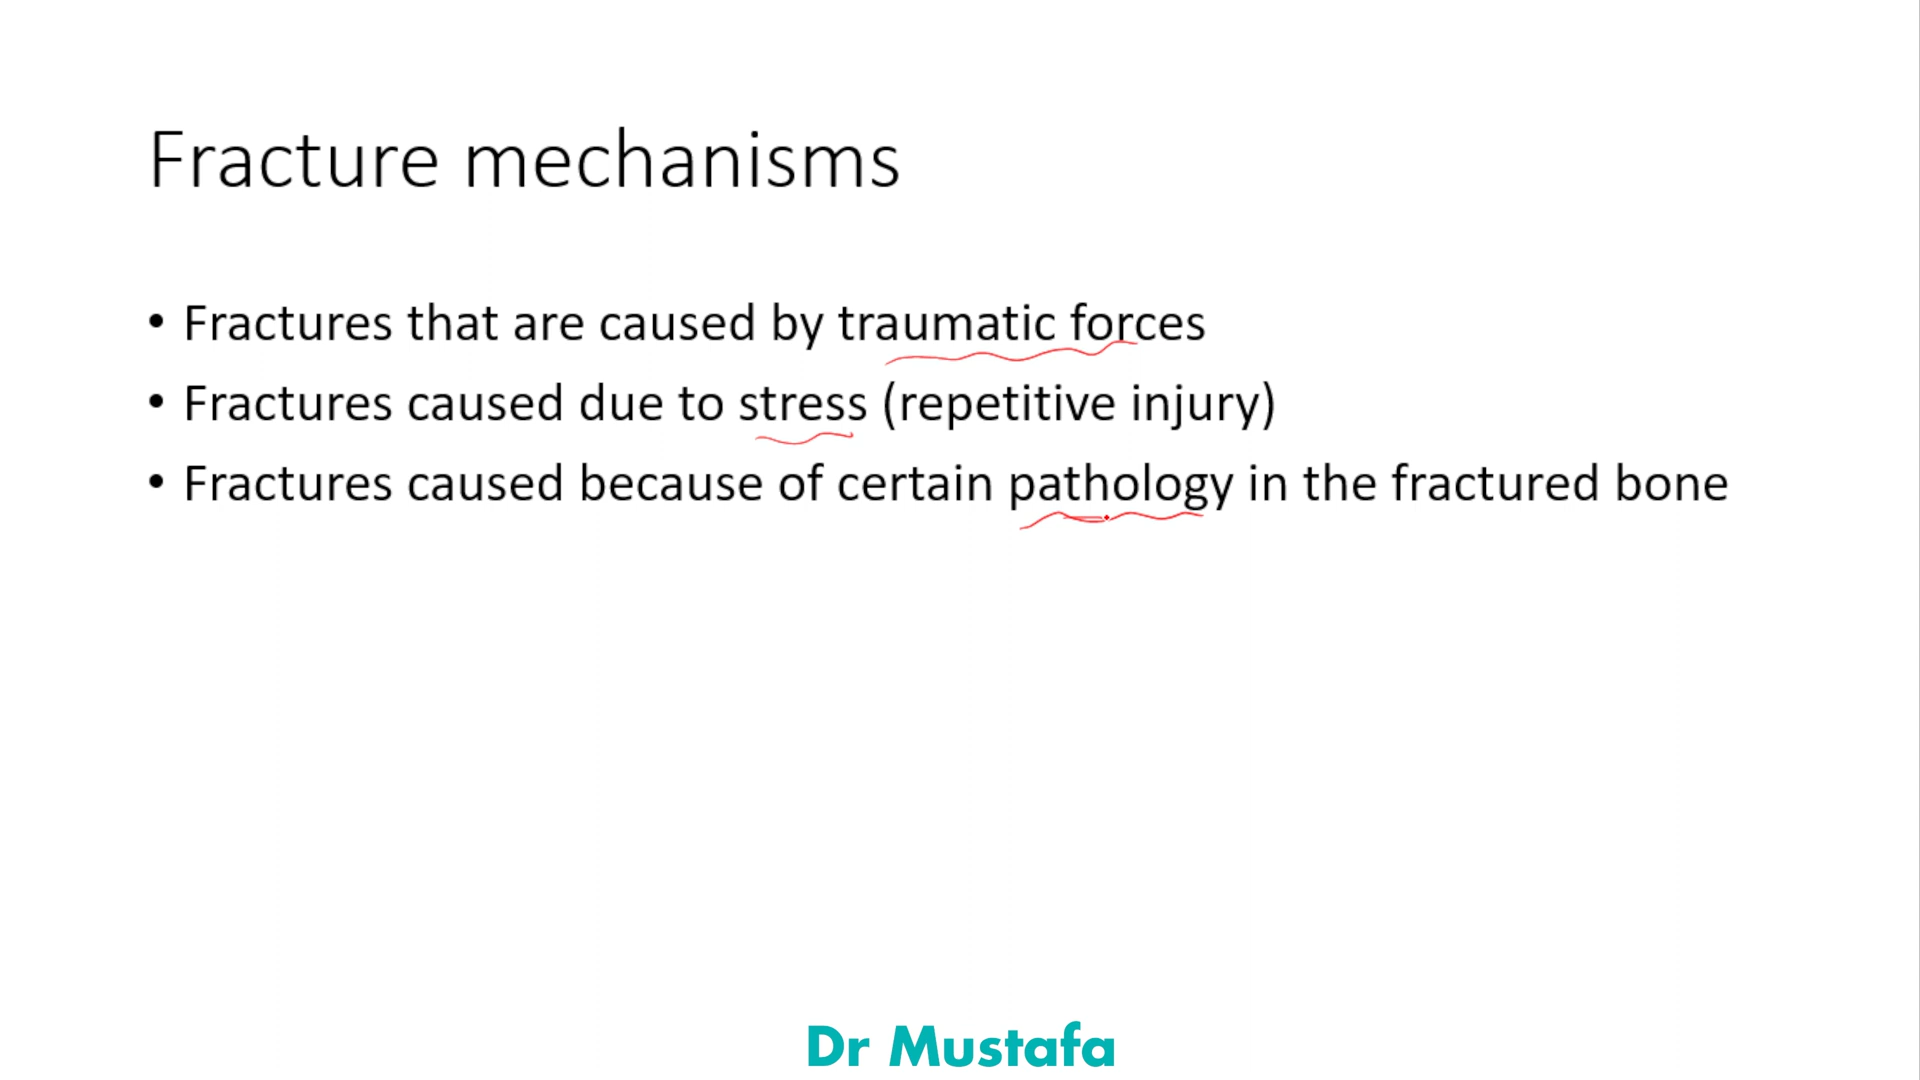 Fracture mechanisms
• Fractures that are caused by traumatic forces
• Fractures caused due to stress (repetitive injury)
• Fractures caused because of certain pathology in the fractured bone
Dr Mustafa